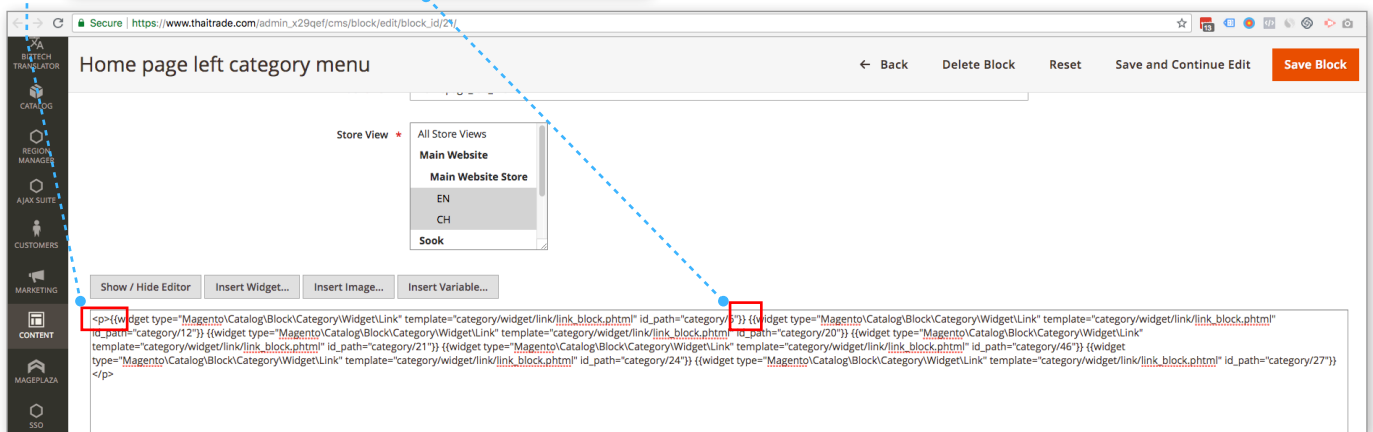 Secure | https://www.thaitrade.com/admin_x29qef/cms/block/edit/block_id/21/
13
BIZTECH
TRANSLATOR
Home page left category menu
Back
Delete Block
Reset
Save and Continue Edit
Save Block
CATALOG
REGION
MANAGER
AJAX SUITE
CUSTOMERS
MARKETING
CONTENT
MAGEPLAZA
SSO
Store View *
All Store Views
Main Website
Main Website Store
EN
CH
Sook
Show / Hide Editor
Insert Widget...
Insert Image...
Insert Variable...
<p>{{widget type="Magento\Catalog\Block\Category\Widget\Link" template="category/widget/link/link_block.phtml" id_path="category/6"}} {{widget type="Magento\Catalog\Block\Category\Widget\Link" template="category/widget/link/link_block.phtml"
id_path="category/12"}} {{widget type="Magento\Catalog\Block\Category\Widget\Link" template="category/widget/link/link_block.phtml" id_path="category/20"}} {{widget type="Magento\Catalog\Block\Category\Widget\Link"
template="category/widget/link/link_block.phtml" id_path="category/21"}} {{widget type="Magento\Catalog\Block\Category\Widget\Link" template="category/widget/link/link_block.phtml" id_path="category/46"}} {{widget
type="Magento\Catalog\Block\Category\Widget\Link" template="category/widget/link/link_block.phtml" id_path="category/24"}} {{widget type="Magento\Catalog\Block\Category\Widget\Link" template="category/widget/link/link_block.phtml" id_path="category/27"}}
</p>